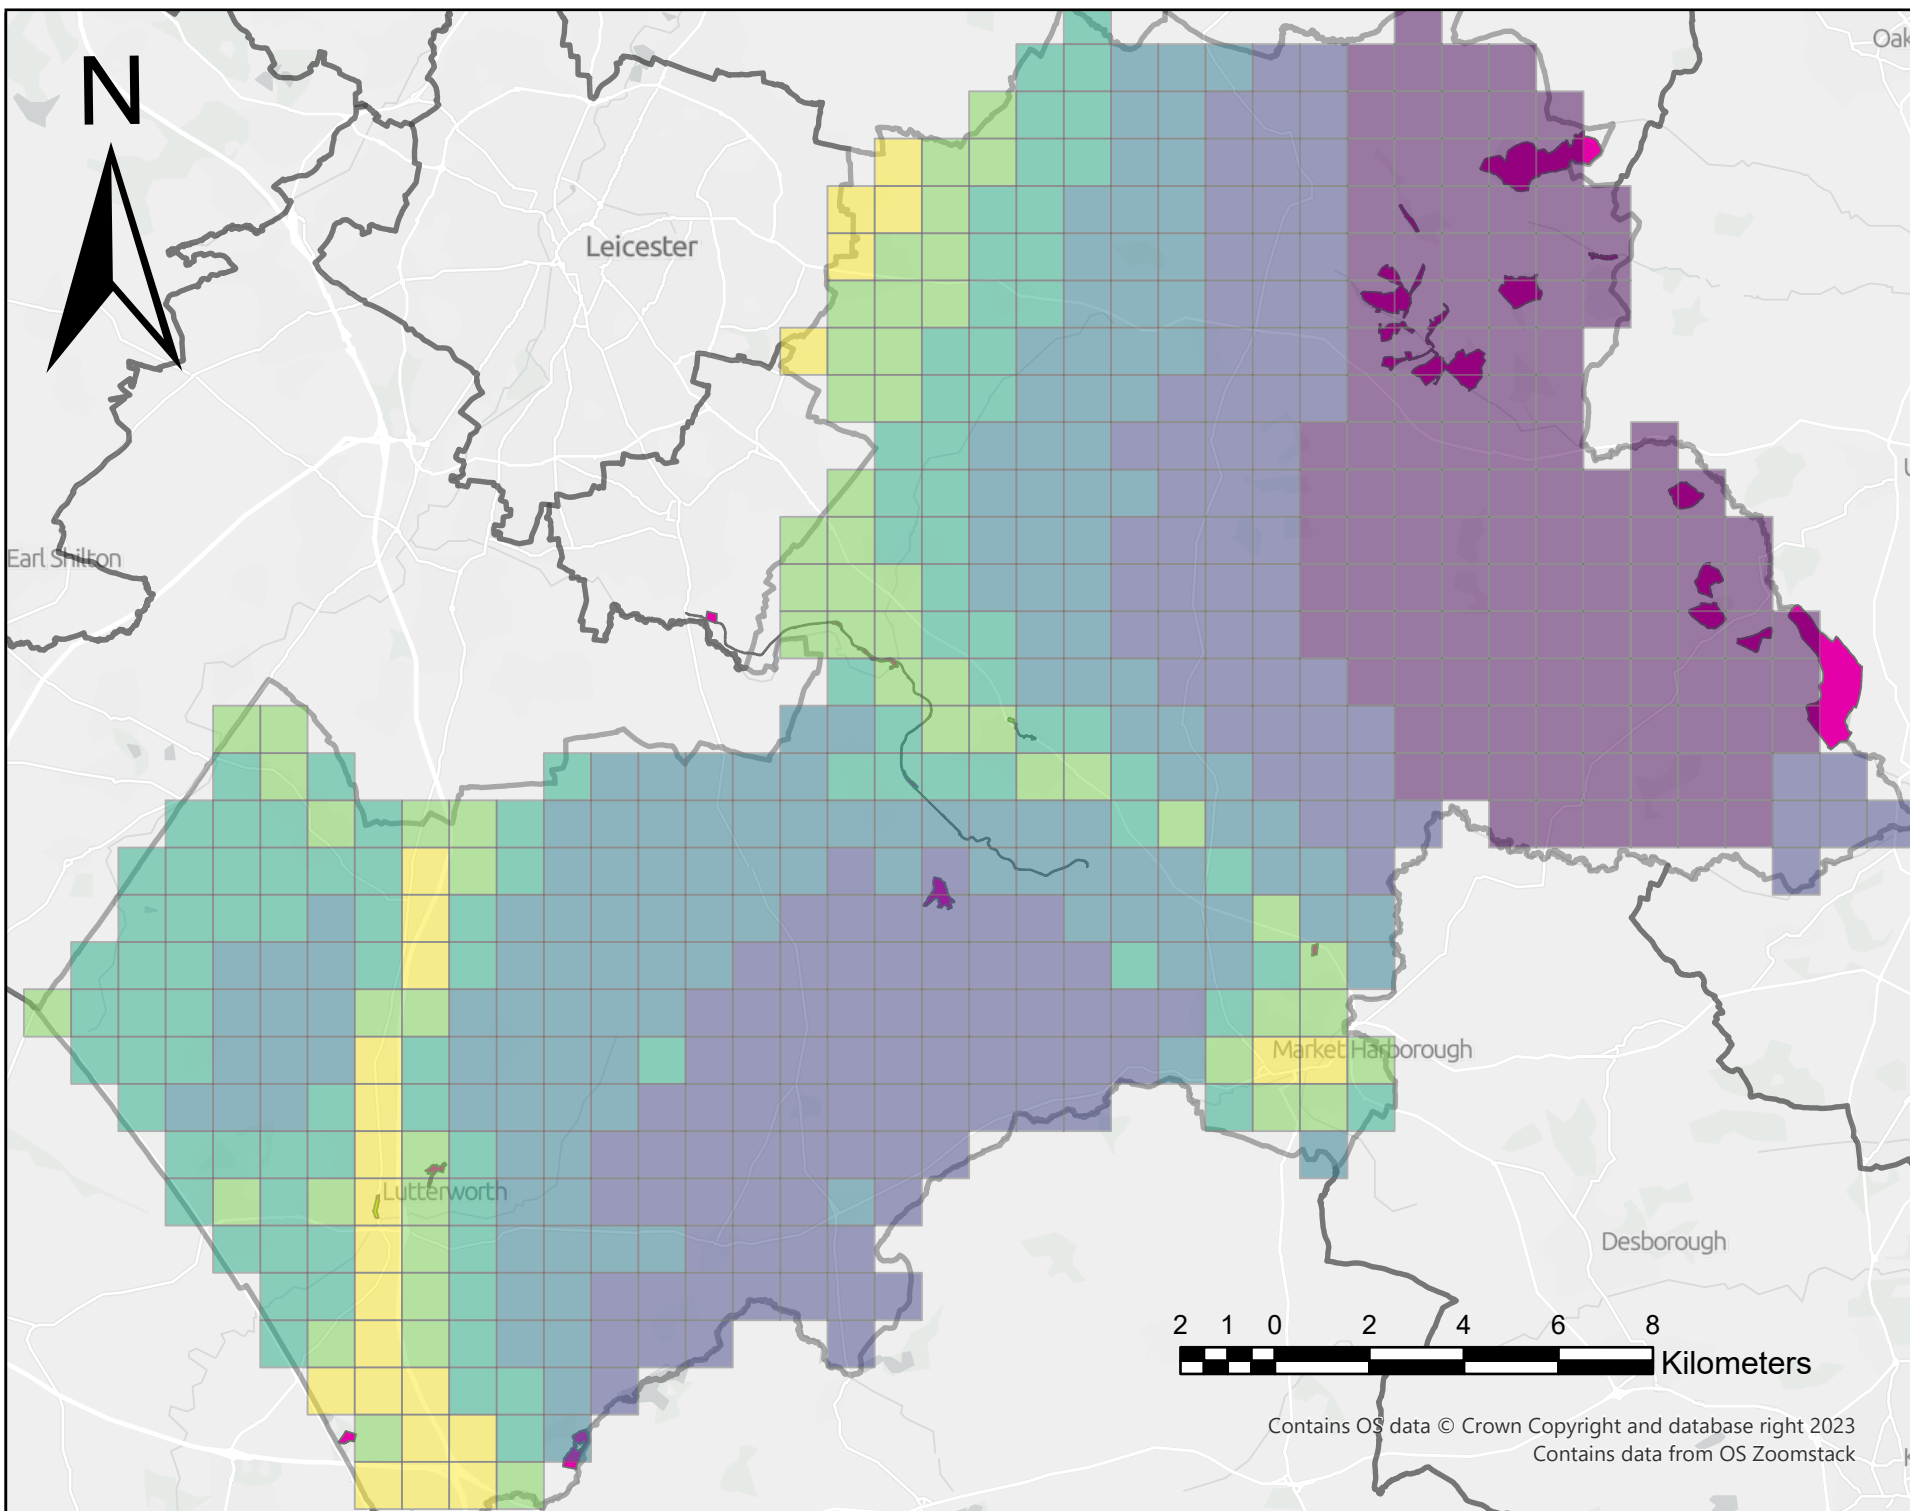 Oak
N
Leicester
Earl Shilton
Market Harborough
Lutterworth
Desborough
2 1 0 2 4 6 8
Kilometers
Contains OS data © Crown Copyright and database right 2023
Contains data from OS Zoomstack